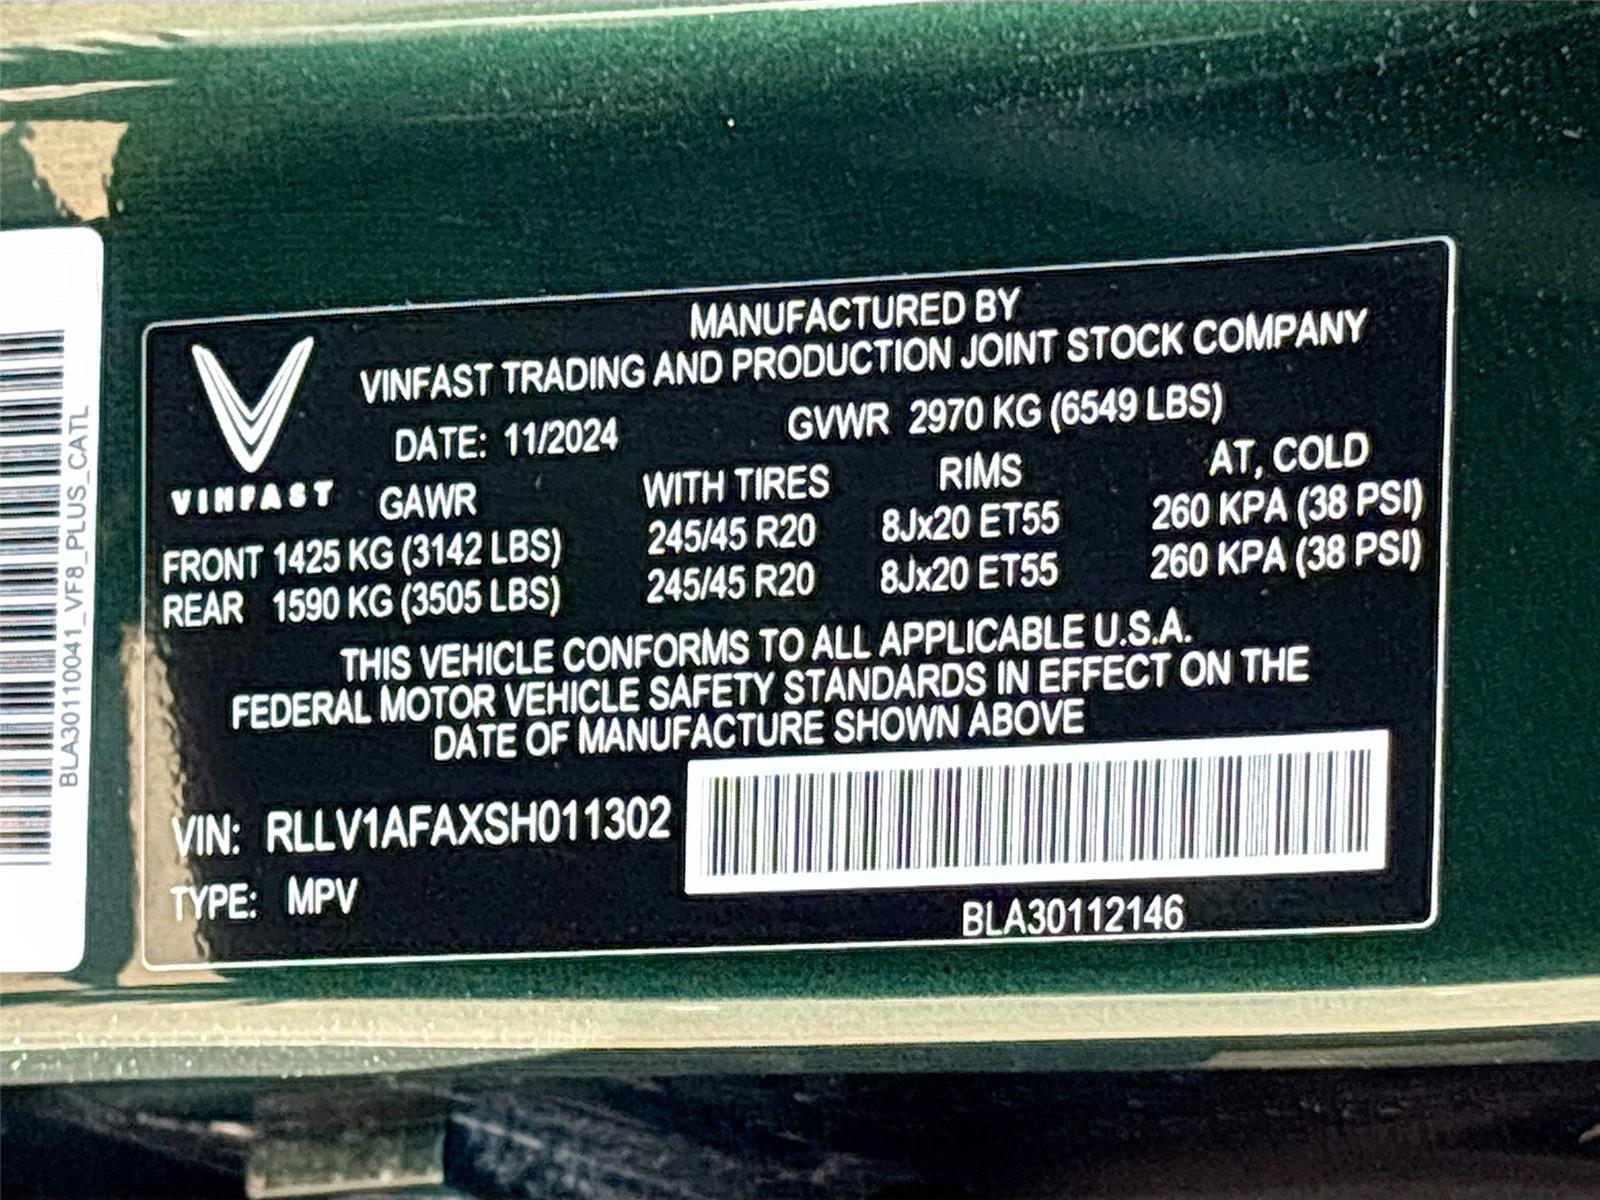 BLA30110041_VF8_PLUS_CATL
MANUFACTURED BY
VINFAST TRADING AND PRODUCTION JOINT STOCK COMPANY
VINFAST
DATE: 11/2024 GVWR 2970 KG (6549 LBS)
GAWR WITH TIRES RIMS AT, COLD
FRONT 1425 KG (3142 LBS) 245/45 R20 8Jx20 ET55 260 KPA (38 PSI)
REAR 1590 KG (3505 LBS) 245/45 R20 8Jx20 ET55 260 KPA (38 PSI)
THIS VEHICLE CONFORMS TO ALL APPLICABLE U.S.A.
FEDERAL MOTOR VEHICLE SAFETY STANDARDS IN EFFECT ON THE
DATE OF MANUFACTURE SHOWN ABOVE
VIN: RLLV1AFAXSH011302
TYPE: MPV
BLA30112146